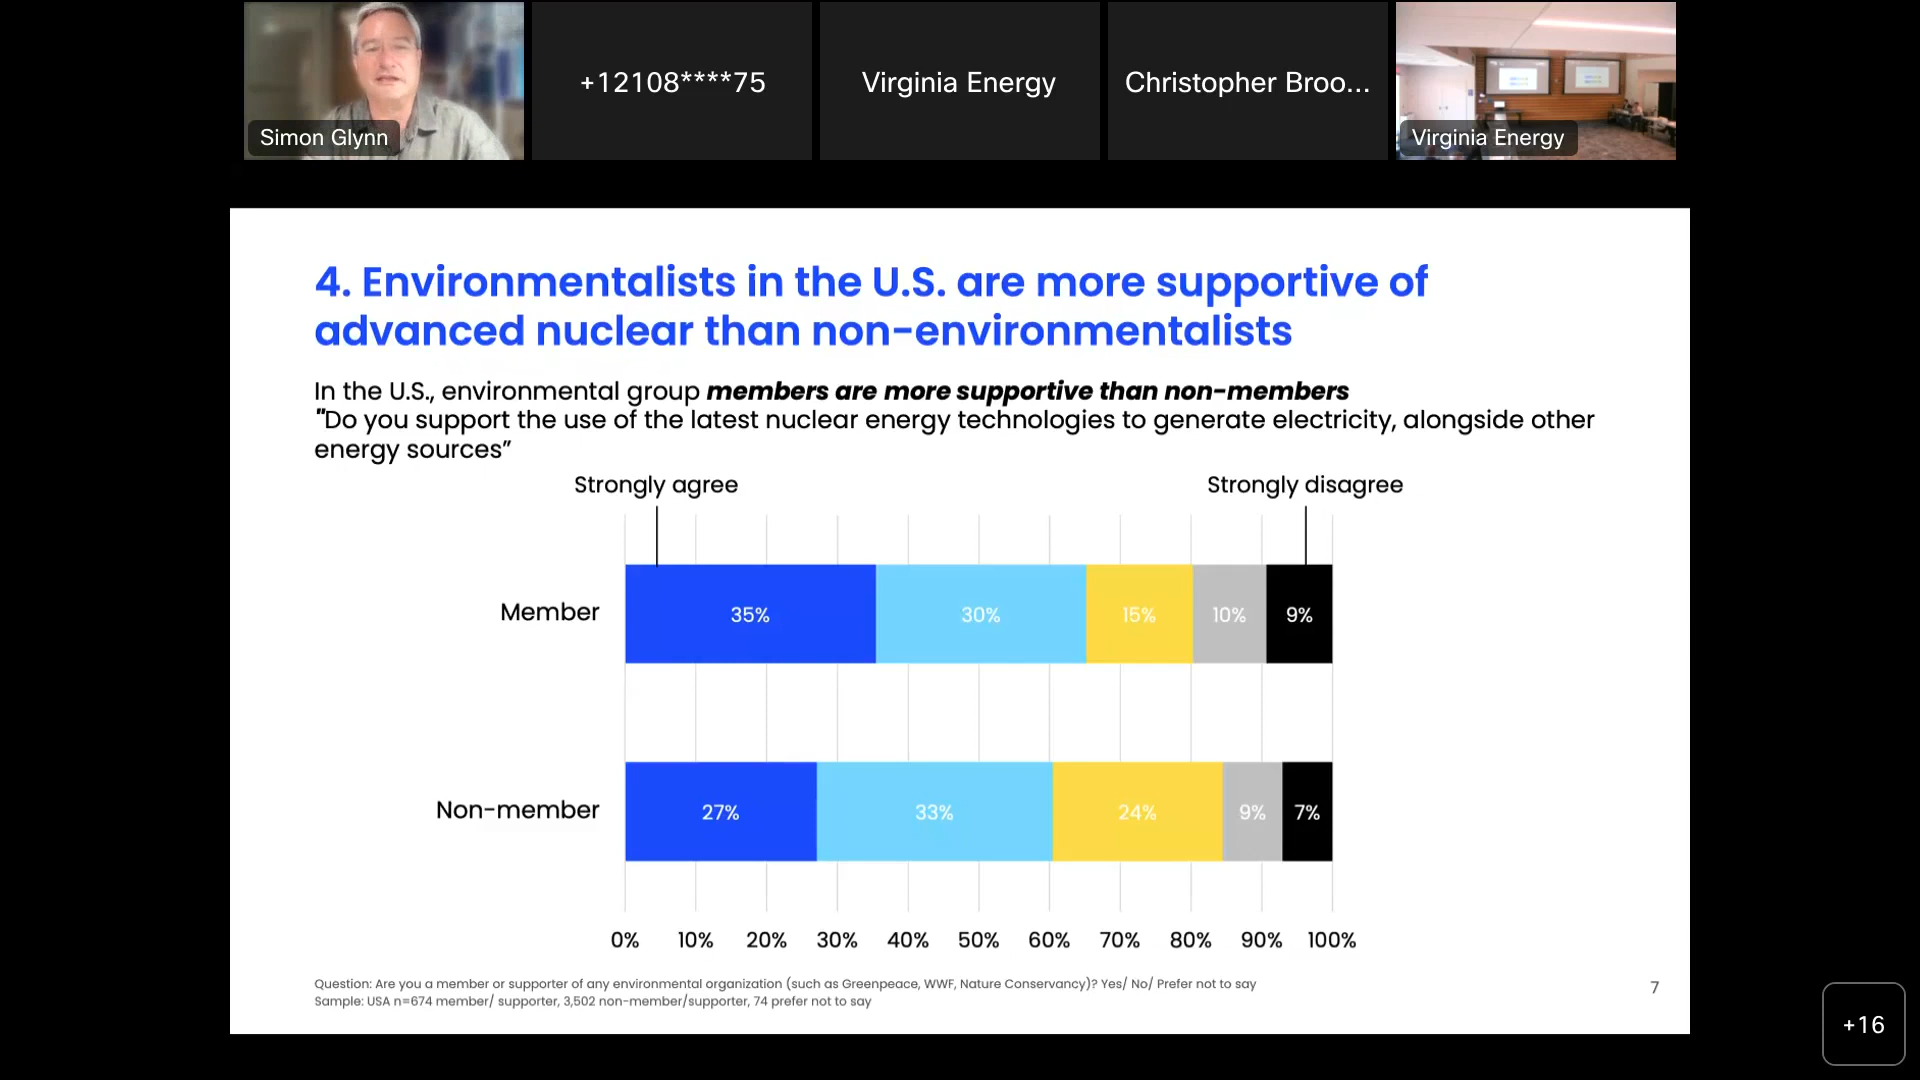 Simon Glynn
+12108****75
Virginia Energy
Christopher Broo...
Virginia Energy
4. Environmentalists in the U.S. are more supportive of
advanced nuclear than non-environmentalists
In the U.S., environmental group members are more supportive than non-members
"Do you support the use of the latest nuclear energy technologies to generate electricity, alongside other
energy sources”
Strongly agree
Strongly disagree
Member
35%
30%
15%
10%
9%
Non-member
27%
33%
24%
9%
7%
0% 10% 20% 30% 40% 50% 60% 70% 80% 90% 100%
Question: Are you a member or supporter of any environmental organization (such as Greenpeace, WWF, Nature Conservancy)? Yes/ No/ Prefer not to say
Sample: USA n=674 member/ supporter, 3,502 non-member/supporter, 74 prefer not to say
7
+16